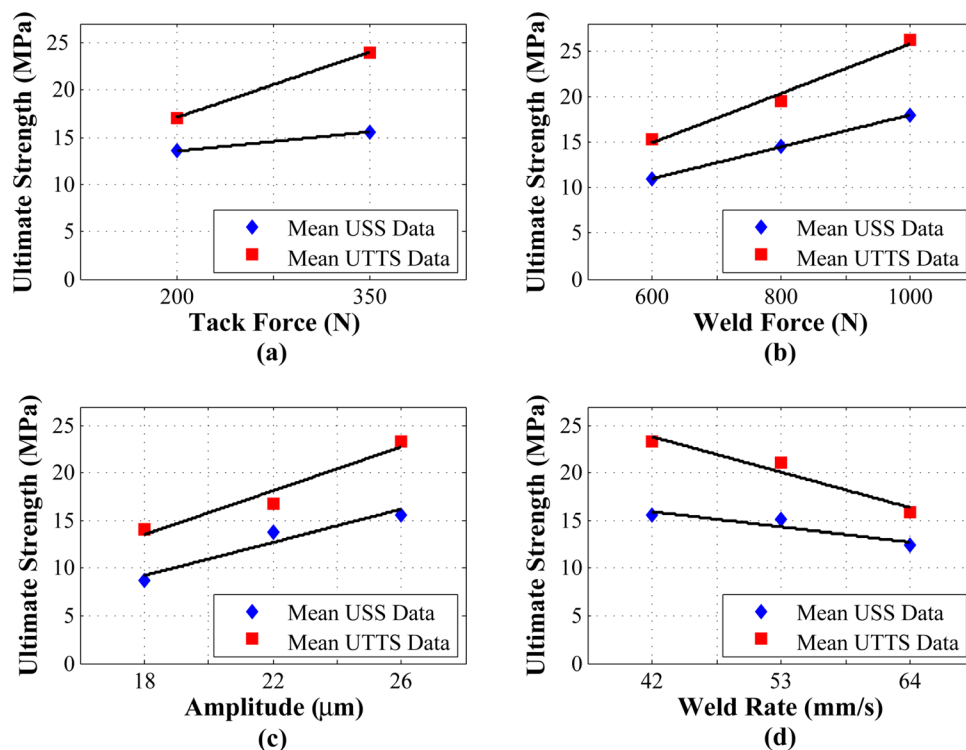 Ultimate Strength (MPa)
25
20
15
10
5
0
Mean USS Data
Mean UTTS Data
200 350
Tack Force (N)
(a)
Ultimate Strength (MPa)
25
20
15
10
5
0
Mean USS Data
Mean UTTS Data
600 800 1000
Weld Force (N)
(b)
Ultimate Strength (MPa)
25
20
15
10
5
0
Mean USS Data
Mean UTTS Data
18 22 26
Amplitude (μm)
(c)
Ultimate Strength (MPa)
25
20
15
10
5
0
Mean USS Data
Mean UTTS Data
42 53 64
Weld Rate (mm/s)
(d)